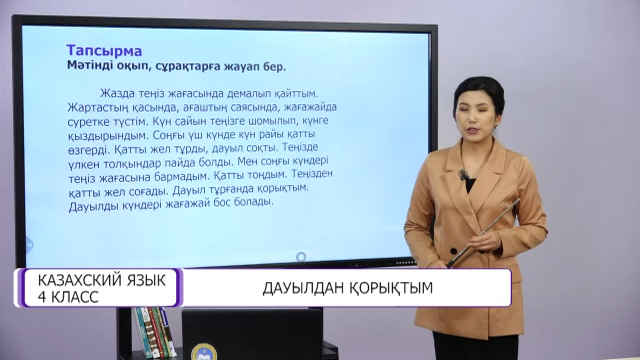 Тапсырма
Мәтінді оқып, сұрақтарға жауап бер.
Жазда теңіз жағасында демалып қайттым.
Жартастың қасында, ағаштың саясында, жағажайда
суретке түстім. Күн сайын теңізге шомылып, күнге
қыздырындым. Соңғы үш күнде күн райы қатты
өзгерді. Қатты жел тұрды, дауыл соқты. Теңізде
үлкен толқындар пайда болды. Мен соңғы күндері
теңіз жағасына бармадым. Қатты тоңдым. Теңізден
қатты жел соғады. Дауыл тұрғанда қорықтым.
Дауылды күндері жағажай бос болады.
КАЗАХСКИЙ ЯЗЫК
4 КЛАСС
ДАУЫЛДАН ҚОРЫҚТЫМ